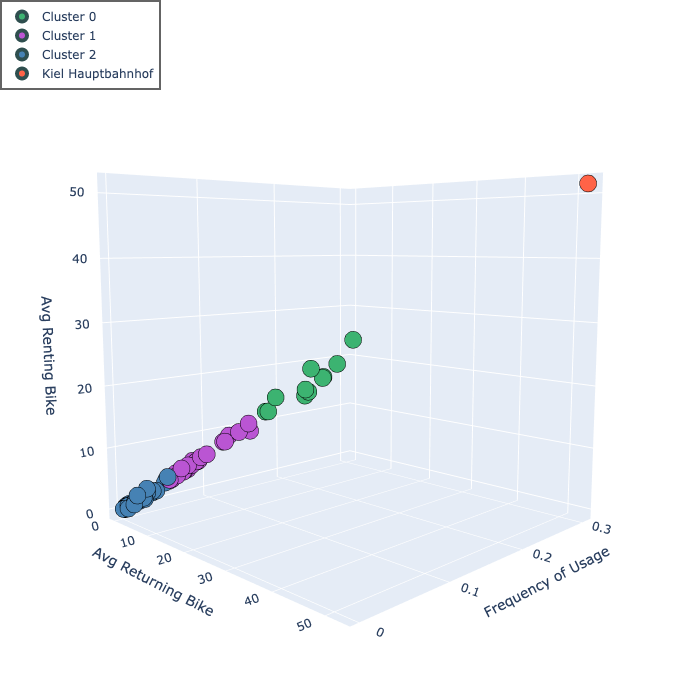 Cluster 0
Cluster 1
Cluster 2
Kiel Hauptbahnhof
50
40
30
20
10
0
Avg Renting Bike
0
10
20
30
40
50
Avg Returning Bike
0
0.1
0.2
0.3
Frequency of Usage